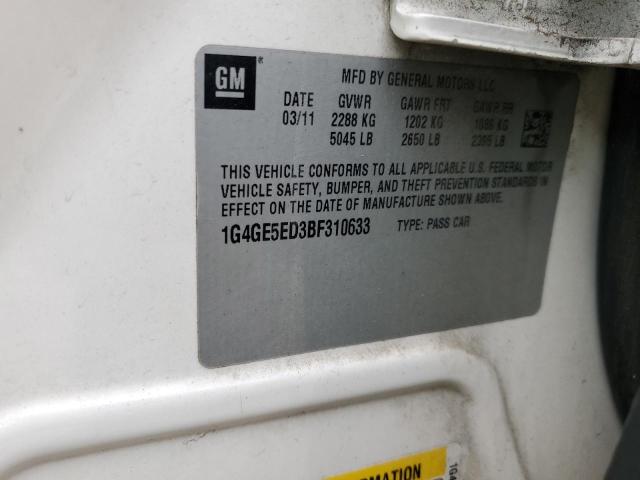 GM
MFD BY GENERAL MOTORS LLC
DATE GVWR GAWR FRT GAWR RR
03/11 2288 KG 1202 KG 1086 KG
5045 LB 2650 LB 2395 LB
THIS VEHICLE CONFORMS TO ALL APPLICABLE U.S. FEDERAL MOTOR
VEHICLE SAFETY, BUMPER, AND THEFT PREVENTION STANDARDS IN
EFFECT ON THE DATE OF MANUFACTURE SHOWN ABOVE.
1G4GE5ED3BF310633 TYPE: PASS CAR